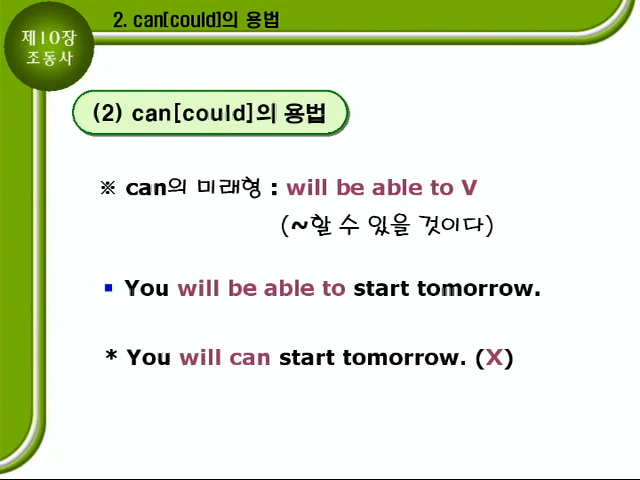 2. can[could]의 용법
제10장
조동사
(2) can[could]의 용법
※ can의 미래형 : will be able to V
(~할 수 있을 것이다)
▪ You will be able to start tomorrow.
* You will can start tomorrow. (X)